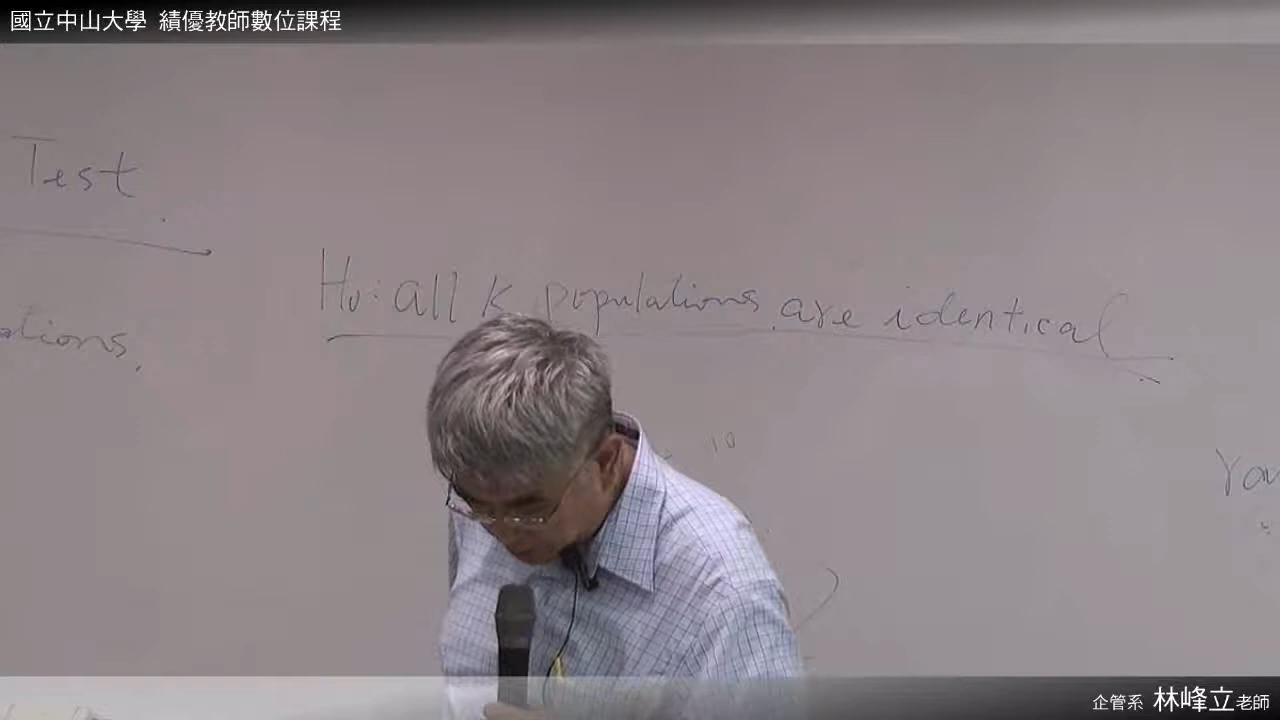 國立中山大學 績優教師數位課程
Test
Ho: all K populations are identical
ations.
10
企管系 林峰立老師